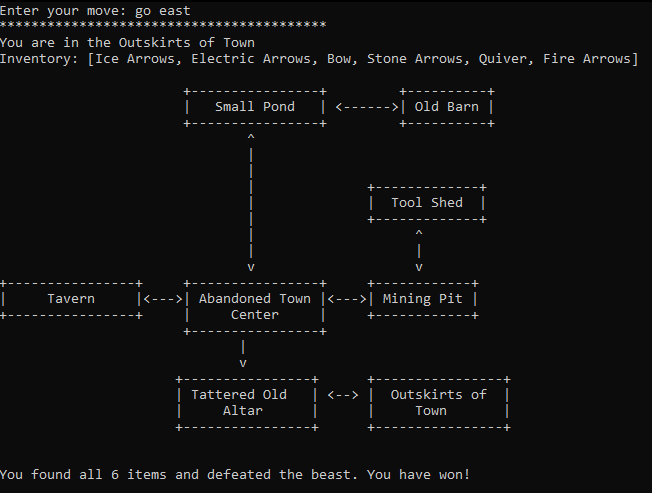 Enter your move: go east
*****************************************
You are in the Outskirts of Town
Inventory: [Ice Arrows, Electric Arrows, Bow, Stone Arrows, Quiver, Fire Arrows]
                       +----------------+         +----------+
                       |   Small Pond   | <------>| Old Barn |
                       +----------------+         +----------+
                               ^
                               |
                               |
                               |              +-------------+
                               |              |  Tool Shed  |
                               |              +-------------+
                               |                    ^
                               |                    |
                               v                    v
+----------------+     +----------------+     +------------+
|     Tavern     |<--->| Abandoned Town |<--->| Mining Pit |
+----------------+     |     Center     |     +------------+
                       +----------------+
                              |
                              v
                      +----------------+      +----------------+
                      | Tattered Old   | <--> |  Outskirts of  |
                      |     Altar      |      |     Town       |
                      +----------------+      +----------------+
You found all 6 items and defeated the beast. You have won!